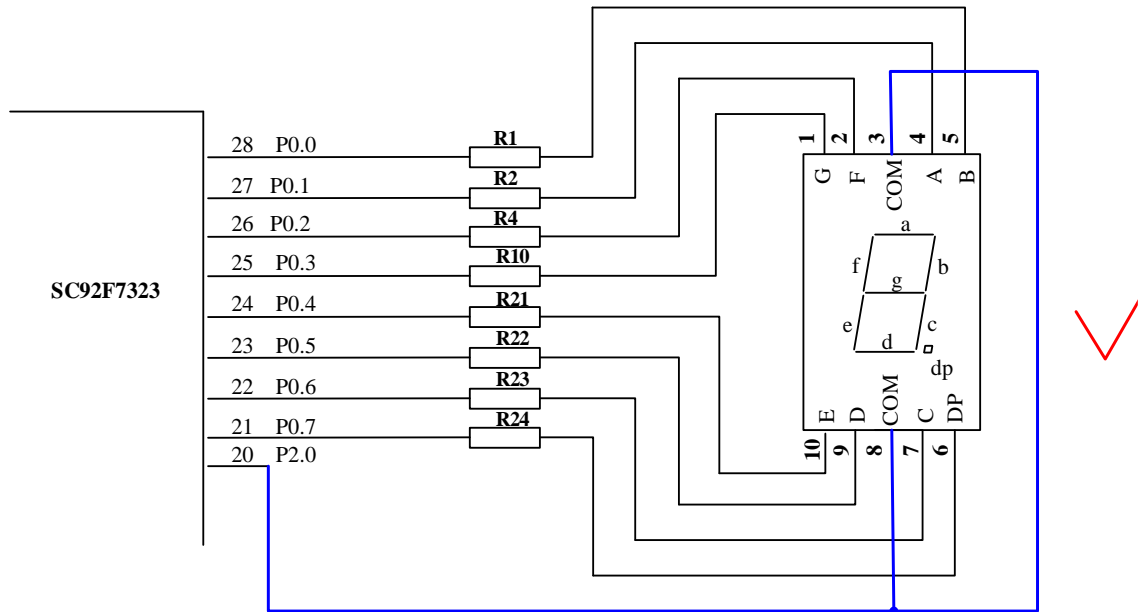 28 P0.0 R1
27 P0.1 R2
26 P0.2 R4
25 P0.3 R10
24 P0.4 R21
23 P0.5 R22
22 P0.6 R23
21 P0.7 R24
20 P2.0
SC92F7323
1 2 3 4 5
G F COM A B
a
f b
g
e c
d
dp
E D COM C DP
10 9 8 7 6